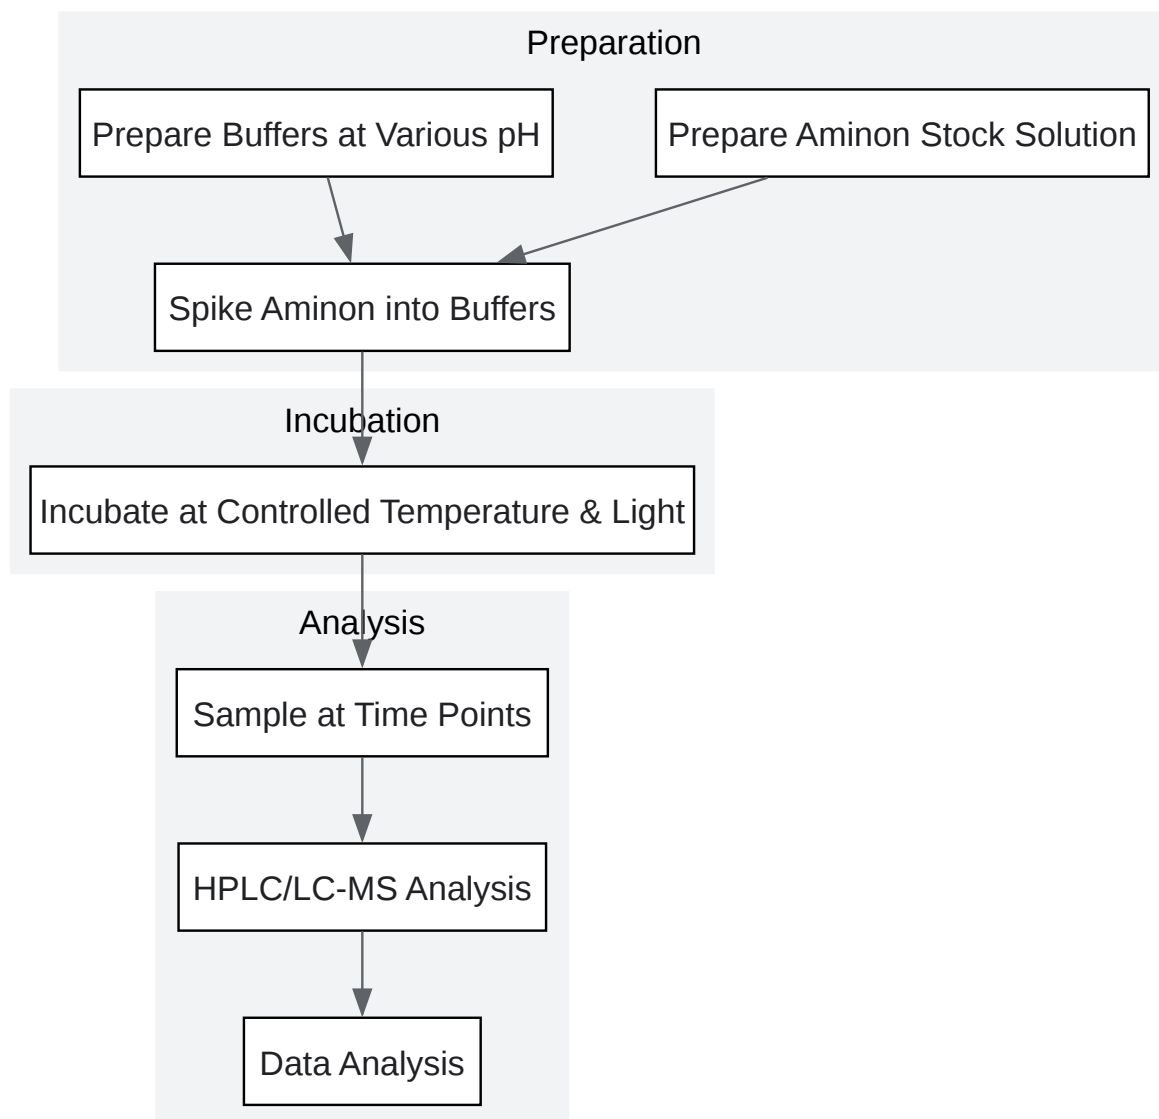 Preparation
Prepare Buffers at Various pH
Prepare Aminon Stock Solution
Spike Aminon into Buffers
Incubation
Incubate at Controlled Temperature & Light
Analysis
Sample at Time Points
HPLC/LC-MS Analysis
Data Analysis